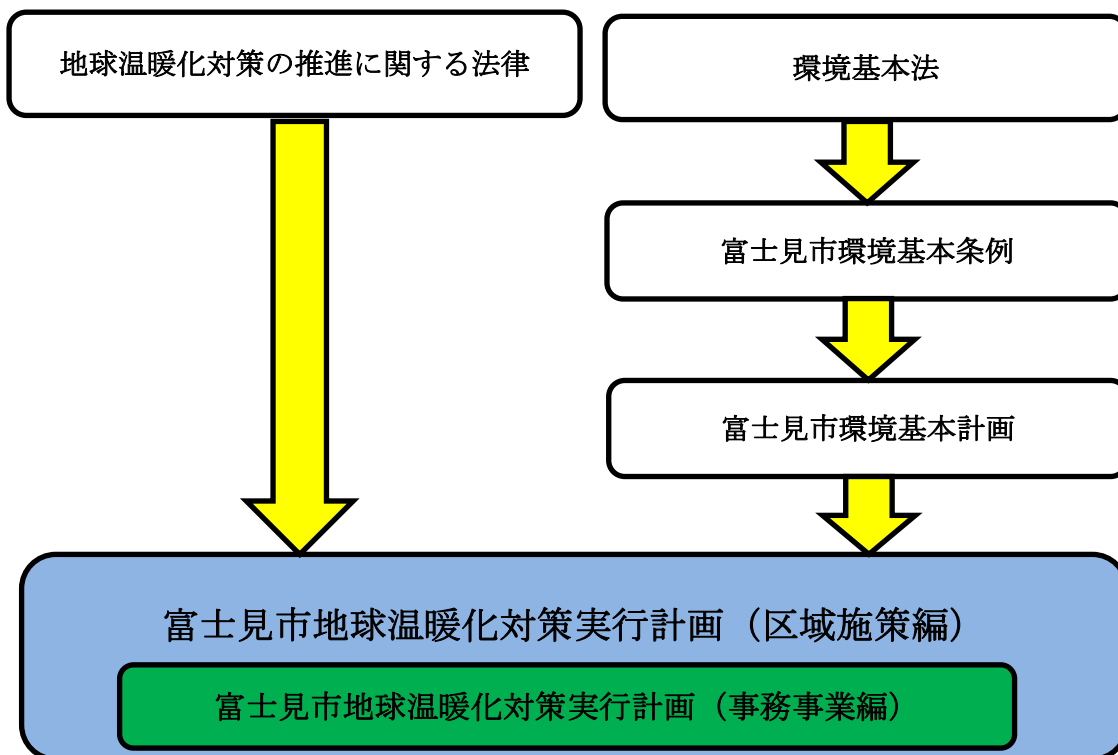 地球温暖化対策の推進に関する法律
環境基本法
富士見市環境基本条例
富士見市環境基本計画
富士見市地球温暖化対策実行計画（区域施策編）
富士見市地球温暖化対策実行計画（事務事業編）